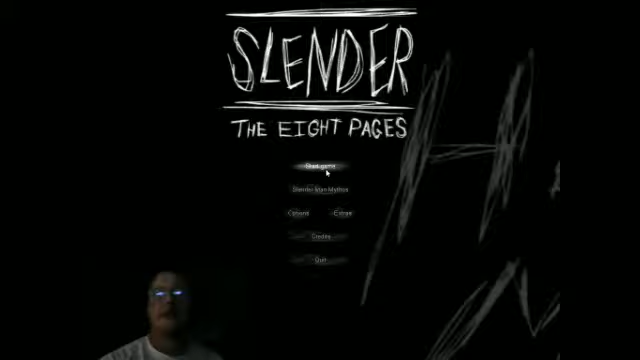 SLENDER
THE EIGHT PAGES
Start game
Slender Man Mythos
Options Extras
Credits
Quit
H